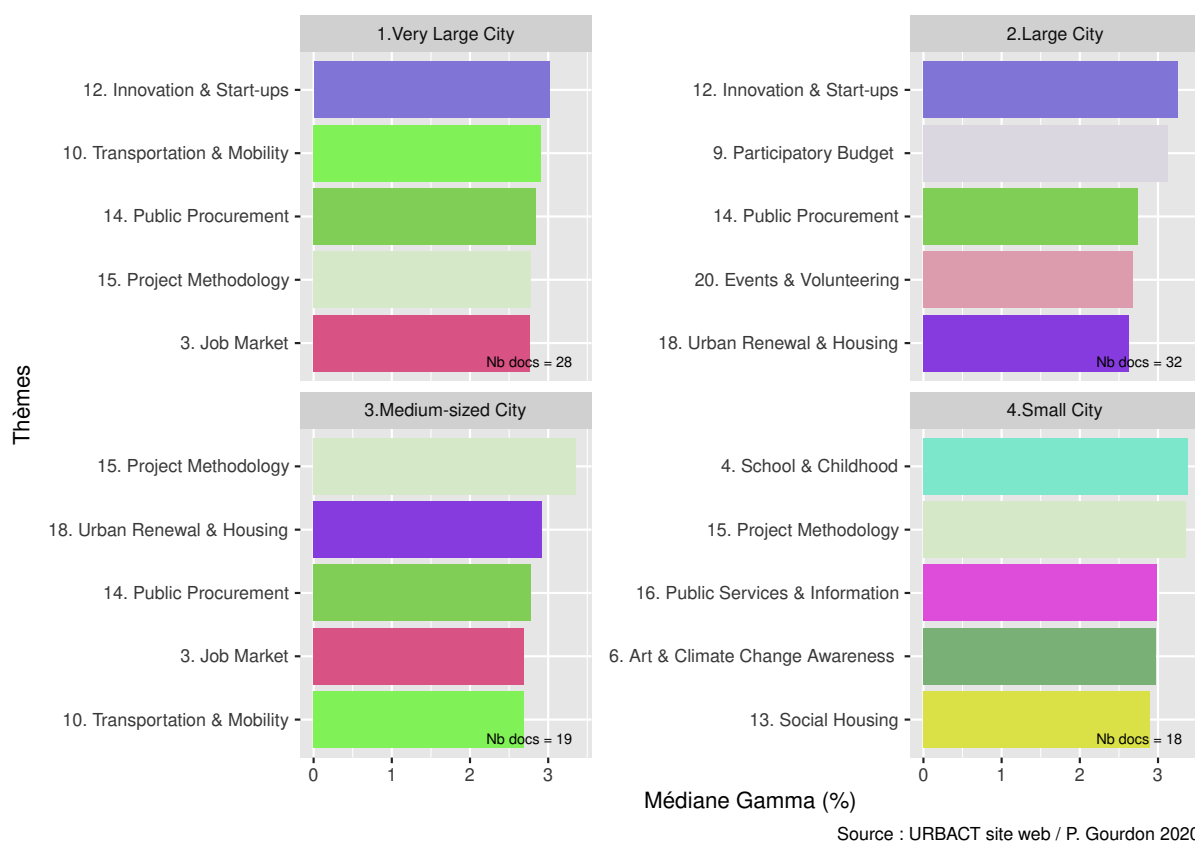 1.Very Large City
12. Innovation & Start-ups
10. Transportation & Mobility
14. Public Procurement
15. Project Methodology
3. Job Market
Nb docs = 28
2.Large City
12. Innovation & Start-ups
9. Participatory Budget
14. Public Procurement
20. Events & Volunteering
18. Urban Renewal & Housing
Nb docs = 32
Thèmes
3.Medium-sized City
15. Project Methodology
18. Urban Renewal & Housing
14. Public Procurement
3. Job Market
10. Transportation & Mobility
Nb docs = 19
0 1 2 3
4.Small City
4. School & Childhood
15. Project Methodology
16. Public Services & Information
6. Art & Climate Change Awareness
13. Social Housing
Nb docs = 18
0 1 2 3
Médiane Gamma (%)
Source : URBACT site web / P. Gourdon 2020